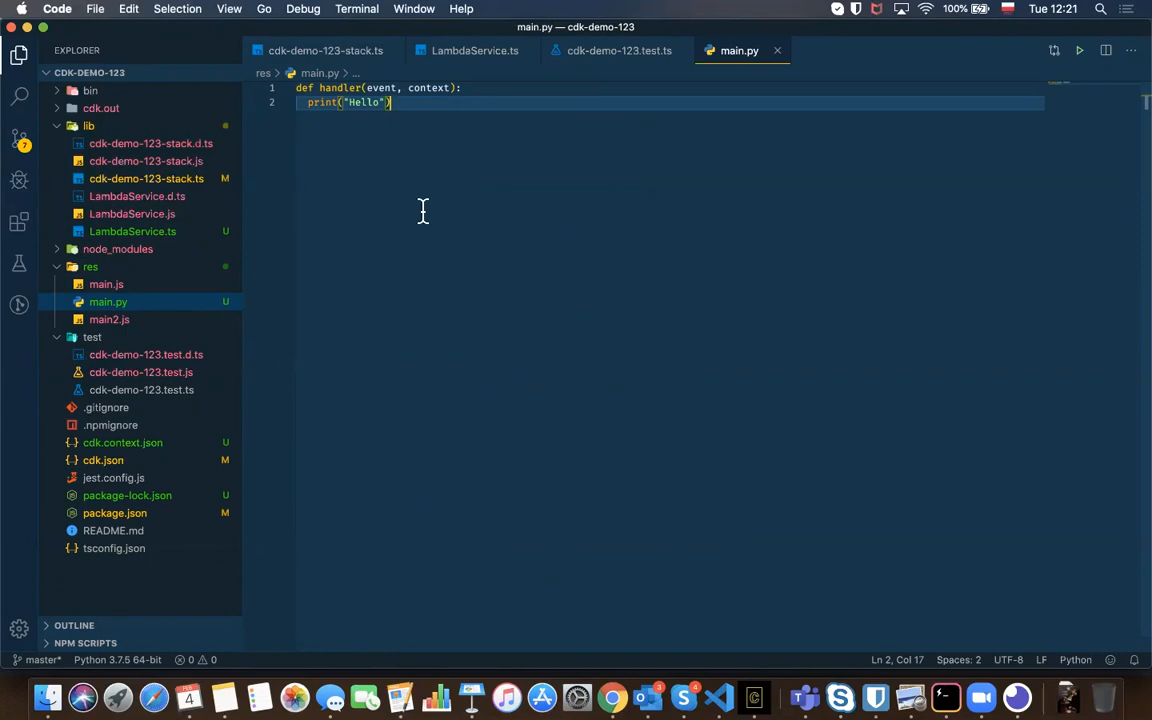 Code File Edit Selection View Go Debug Terminal Window Help 100% Tue 12:21
main.py — cdk-demo-123
EXPLORER
cdk-demo-123-stack.ts LambdaService.ts cdk-demo-123.test.ts main.py
CDK-DEMO-123
res > main.py > ...
bin
cdk.out
lib
cdk-demo-123-stack.d.ts
cdk-demo-123-stack.js
cdk-demo-123-stack.ts M
LambdaService.d.ts
LambdaService.js
LambdaService.ts U
node_modules
res
main.js
main.py U
main2.js
test
cdk-demo-123.test.d.ts
cdk-demo-123.test.js
cdk-demo-123.test.ts
.gitignore
.npmignore
cdk.context.json U
cdk.json M
jest.config.js
package-lock.json U
package.json M
README.md
tsconfig.json
OUTLINE
NPM SCRIPTS
1 def handler(event, context):
2 print("Hello")
7
master* Python 3.7.5 64-bit 0 0 Ln 2, Col 17 Spaces: 2 UTF-8 LF Python
4 3 4